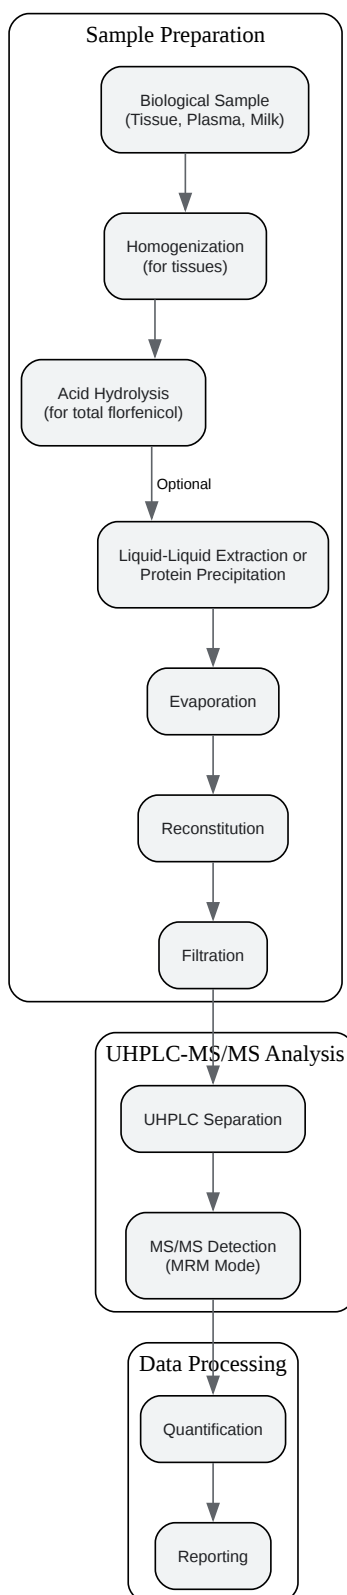 Sample Preparation
Biological Sample
(Tissue, Plasma, Milk)
Homogenization
(for tissues)
Acid Hydrolysis
(for total florfenicol)
Optional
Liquid-Liquid Extraction or
Protein Precipitation
Evaporation
Reconstitution
Filtration
UHPLC-MS/MS Analysis
UHPLC Separation
MS/MS Detection
(MRM Mode)
Data Processing
Quantification
Reporting